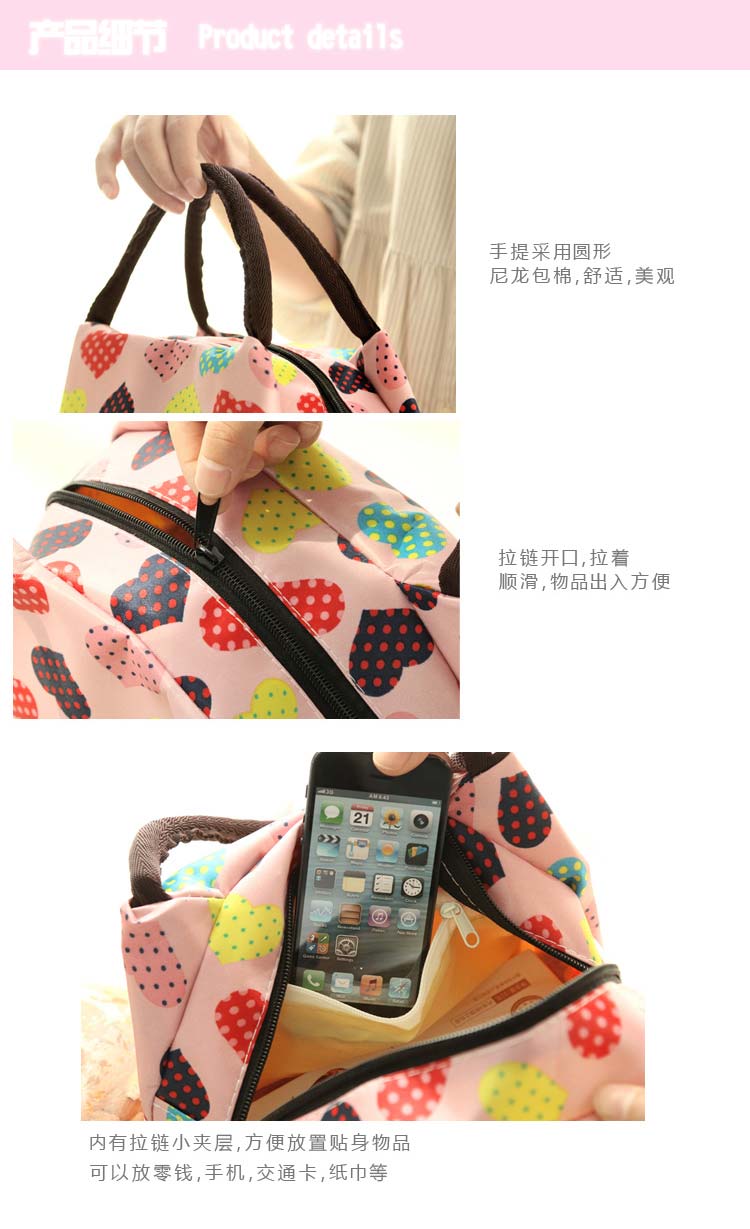 产品细节 Product details
手提采用圆形
尼龙包棉,舒适,美观
拉链开口,拉着
顺滑,物品出入方便
内有拉链小夹层,方便放置贴身物品
可以放零钱,手机,交通卡,纸巾等